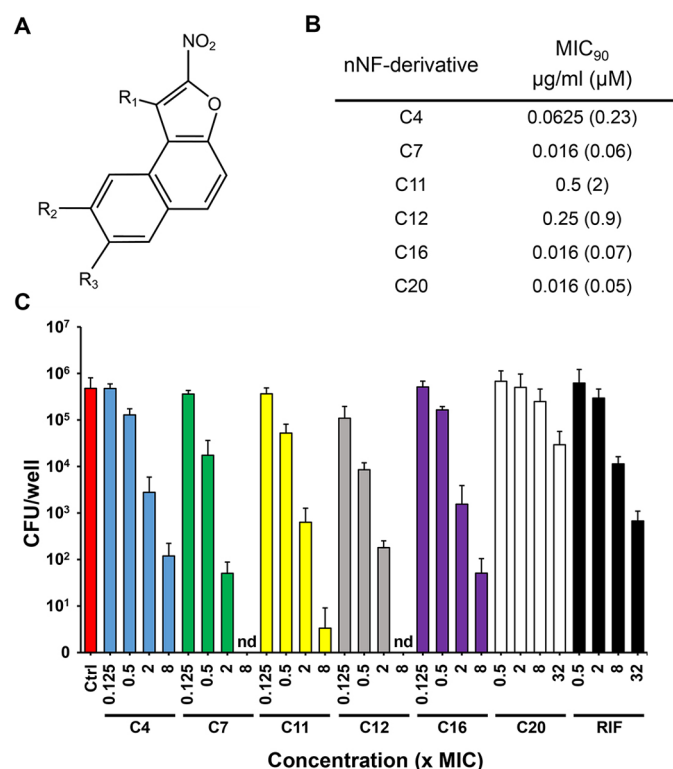 A
NO2
R1
O
R2
R3
B
nNF-derivative
MIC90
µg/ml (µM)
C4 0.0625 (0.23)
C7 0.016 (0.06)
C11 0.5 (2)
C12 0.25 (0.9)
C16 0.016 (0.07)
C20 0.016 (0.05)
C
CFU/well
10^7
10^6
10^5
10^4
10^3
10^2
10^1
0
nd nd
Ctrl 0.125 0.5 2 8 0.125 0.5 2 8 0.125 0.5 2 8 0.125 0.5 2 8 0.125 0.5 2 8 0.5 2 8 32 0.5 2 8 32
C4 C7 C11 C12 C16 C20 RIF
Concentration (x MIC)